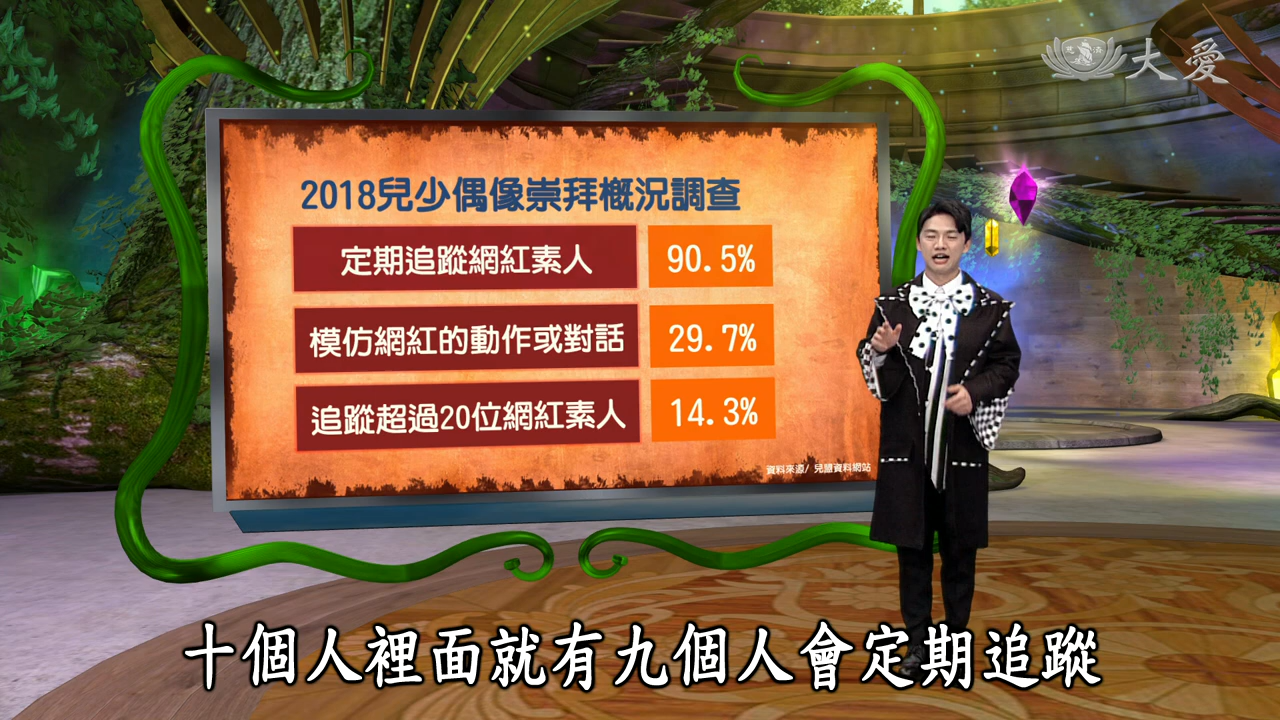 大愛
2018兒少偶像崇拜概況調查
定期追蹤網紅素人 90.5%
模仿網紅的動作或對話 29.7%
追蹤超過20位網紅素人 14.3%
資料來源/ 兒盟資料網站
十個人裡面就有九個人會定期追蹤